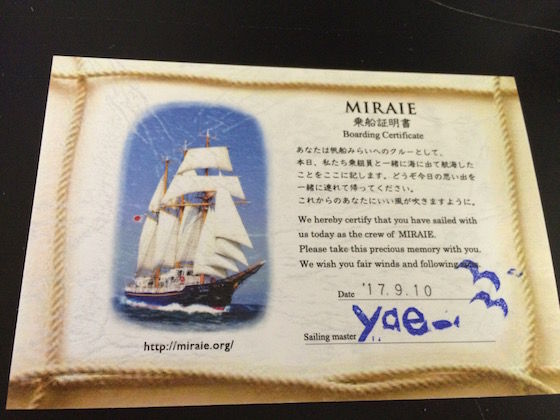 MIRAIE
乗船証明書
Boarding Certificate
あなたは帆船みらいへのクルーとして、
本日、私たち乗組員と一緒に海に出て航海した
ことをここに記します。どうぞ今日の思い出を
一緒に連れて帰ってください。
これからのあなたにいい風が吹きますように。
We hereby certify that you have sailed with
us today as the crew of MIRAIE.
Please take this precious memory with you.
We wish you fair winds and following seas.
Date '17.9.10
Sailing master yae
http://miraie.org/